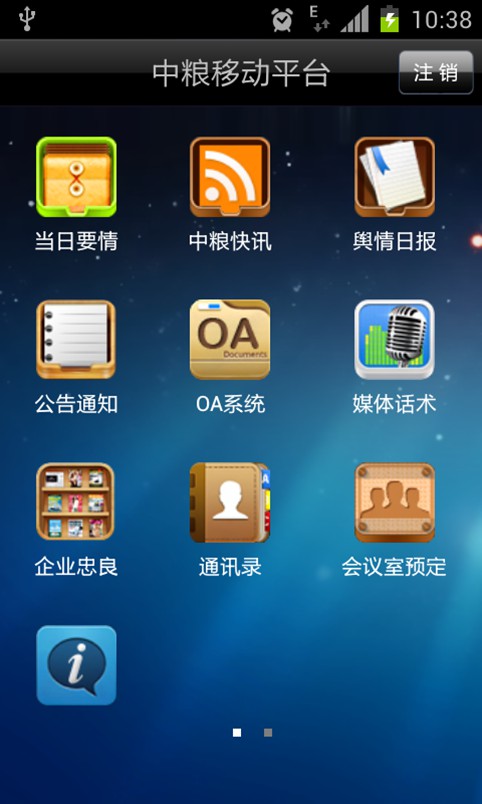 E 10:38
中粮移动平台 注销
当日要情 中粮快讯 舆情日报
OA
Documents
公告通知 OA系统 媒体话术
企业忠良 通讯录 会议室预定
i